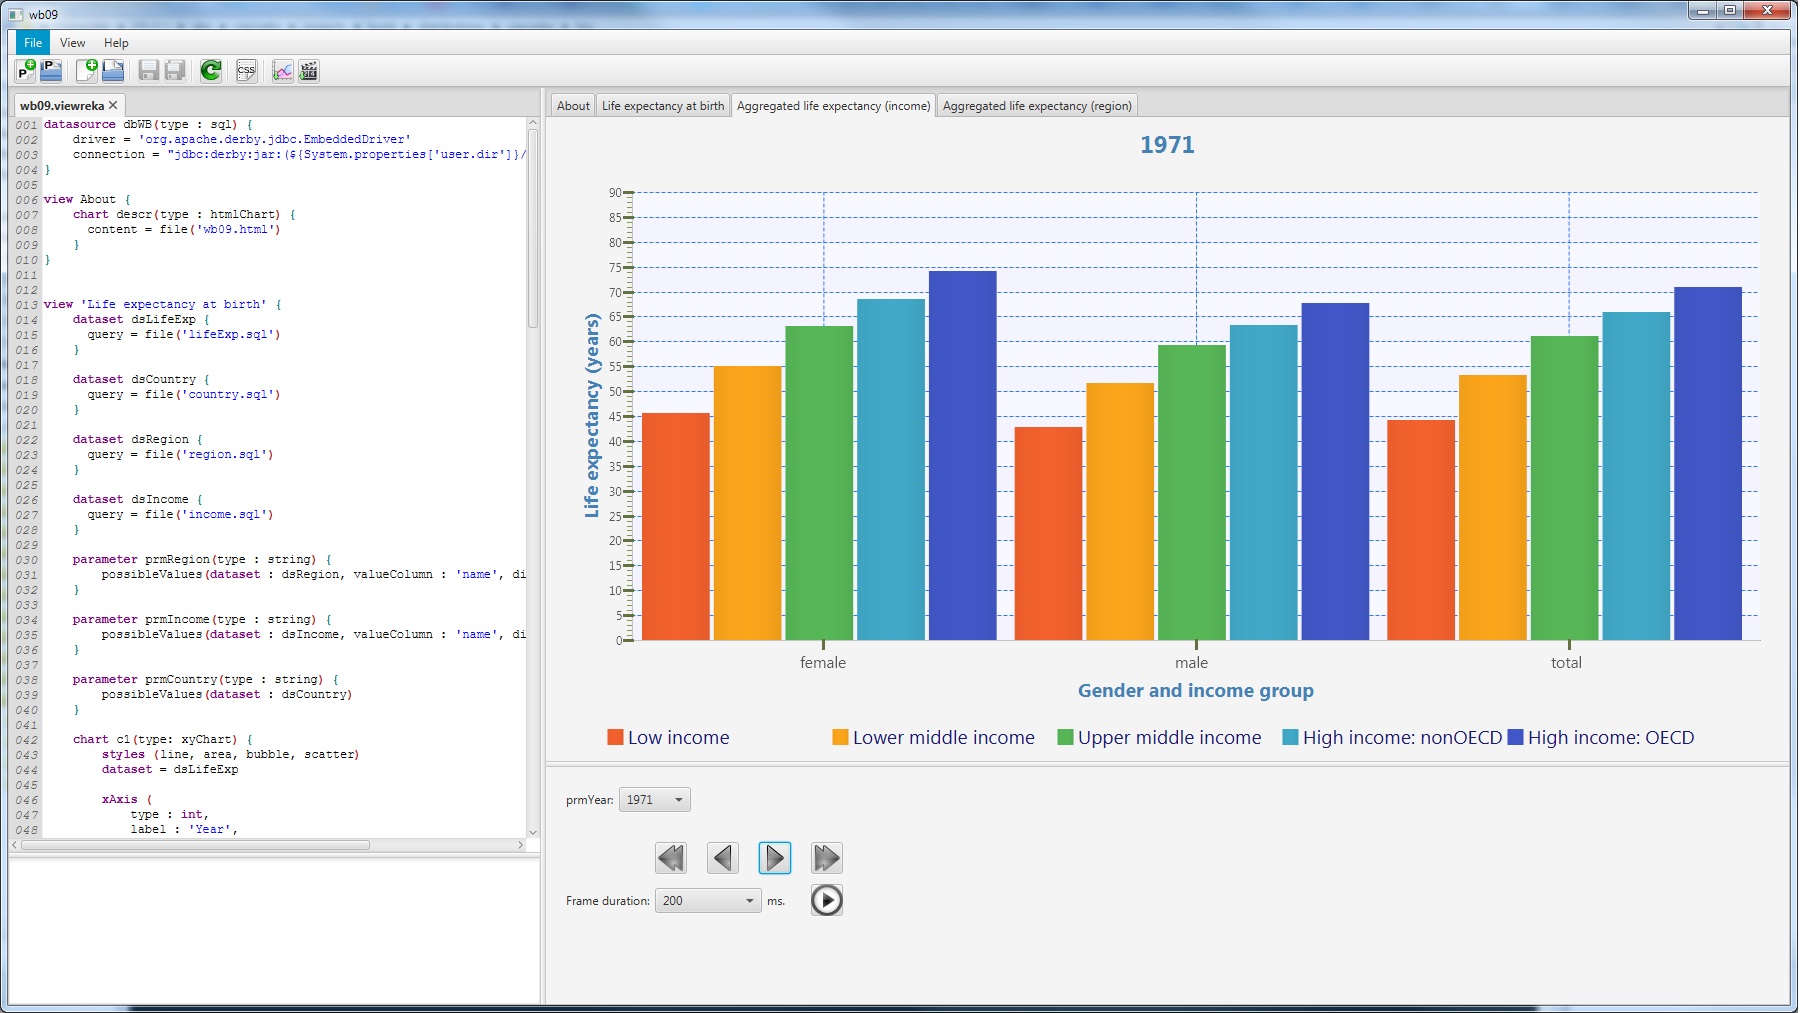 wb09
File View Help
wb09.viewreka
001 datasource dbWB(type : sql) {
002     driver = 'org.apache.derby.jdbc.EmbeddedDriver'
003     connection = "jdbc:derby:jar:(${System.properties['user.dir']}/
004 }
005
006 view About {
007     chart descr(type : htmlChart) {
008       content = file('wb09.html')
009     }
010 }
011
012
013 view 'Life expectancy at birth' {
014     dataset dsLifeExp {
015       query = file('lifeExp.sql')
016     }
017
018     dataset dsCountry {
019       query = file('country.sql')
020     }
021
022     dataset dsRegion {
023       query = file('region.sql')
024     }
025
026     dataset dsIncome {
027       query = file('income.sql')
028     }
029
030     parameter prmRegion(type : string) {
031         possibleValues(dataset : dsRegion, valueColumn : 'name', di
032     }
033
034     parameter prmIncome(type : string) {
035         possibleValues(dataset : dsIncome, valueColumn : 'name', di
036     }
037
038     parameter prmCountry(type : string) {
039         possibleValues(dataset : dsCountry)
040     }
041
042     chart c1(type: xyChart) {
043         styles (line, area, bubble, scatter)
044         dataset = dsLifeExp
045
046         xAxis (
047             type : int,
048             label : 'Year',
About Life expectancy at birth Aggregated life expectancy (income) Aggregated life expectancy (region)
1971
Life expectancy (years)
90
85
80
75
70
65
60
55
50
45
40
35
30
25
20
15
10
5
0
female male total
Gender and income group
Low income Lower middle income Upper middle income High income: nonOECD High income: OECD
prmYear: 1971
Frame duration: 200 ms.